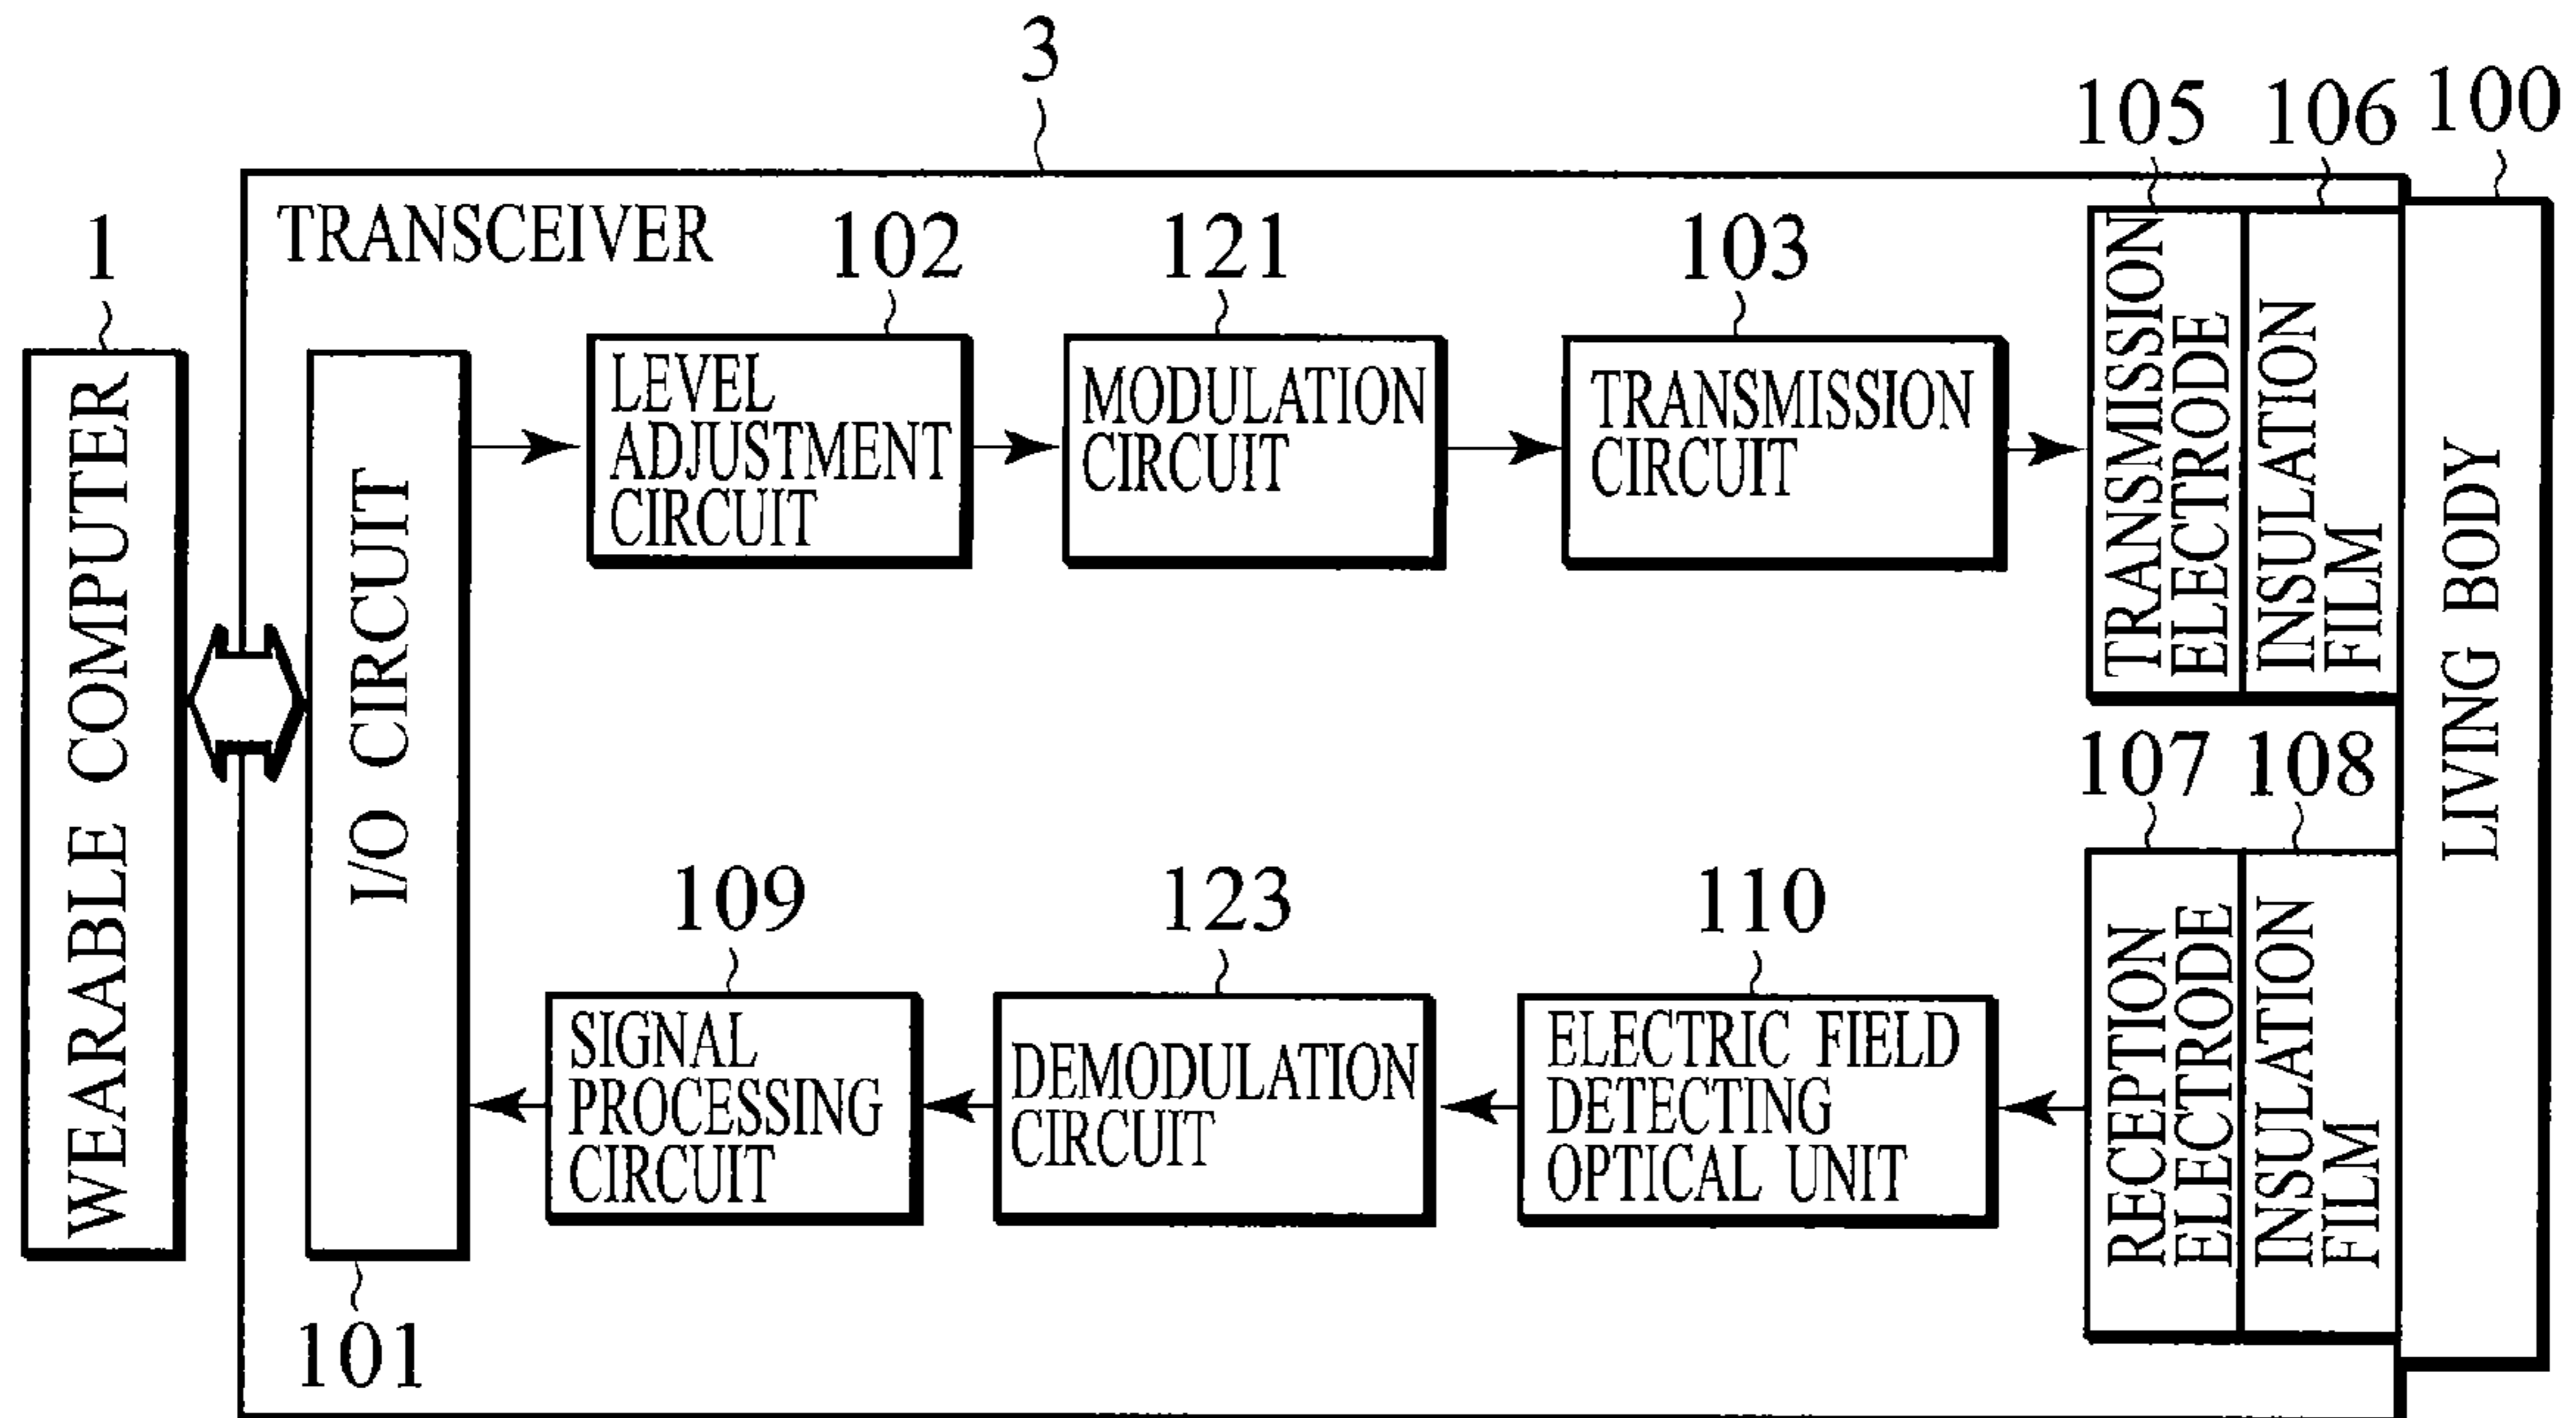 3
105
106
100
1
TRANSCEIVER
102
121
103
WEARABLE COMPUTER
I/O CIRCUIT
LEVEL
ADJUSTMENT
CIRCUIT
MODULATION
CIRCUIT
TRANSMISSION
CIRCUIT
TRANSMISSION
ELECTRODE
INSULATION
FILM
LIVING BODY
107
108
109
123
110
SIGNAL
PROCESSING
CIRCUIT
DEMODULATION
CIRCUIT
ELECTRIC FIELD
DETECTING
OPTICAL UNIT
RECEPTION
ELECTRODE
INSULATION
FILM
101